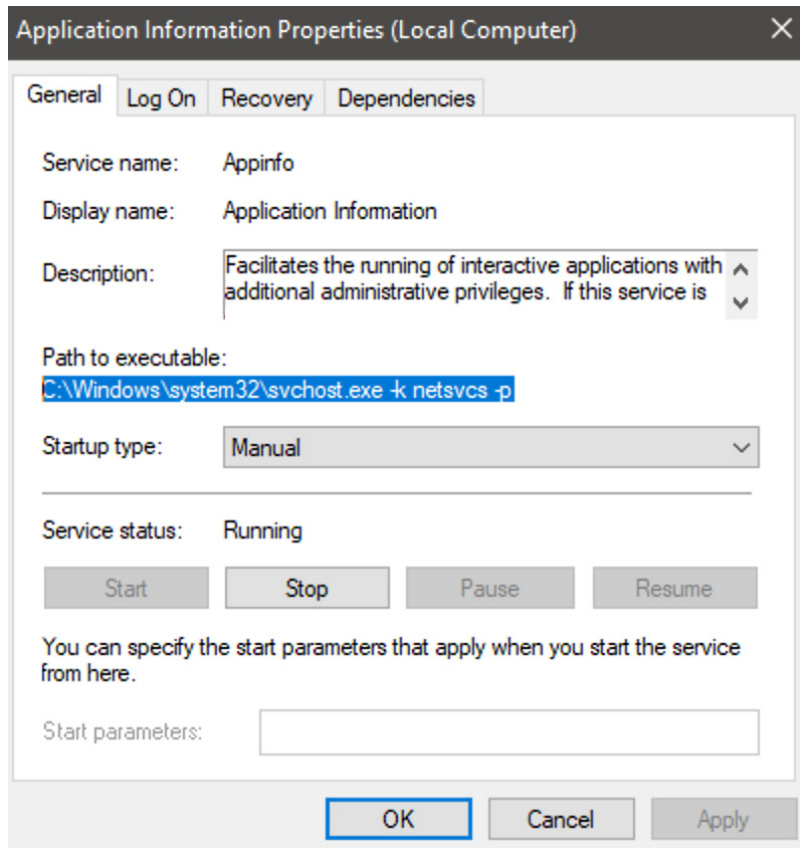 Application Information Properties (Local Computer)
General Log On Recovery Dependencies
Service name: Appinfo
Display name: Application Information
Description: Facilitates the running of interactive applications with
additional administrative privileges. If this service is
Path to executable:
C:\Windows\system32\svchost.exe -k netsvcs -p
Startup type: Manual
Service status: Running
Start Stop Pause Resume
You can specify the start parameters that apply when you start the service
from here.
Start parameters:
OK Cancel Apply